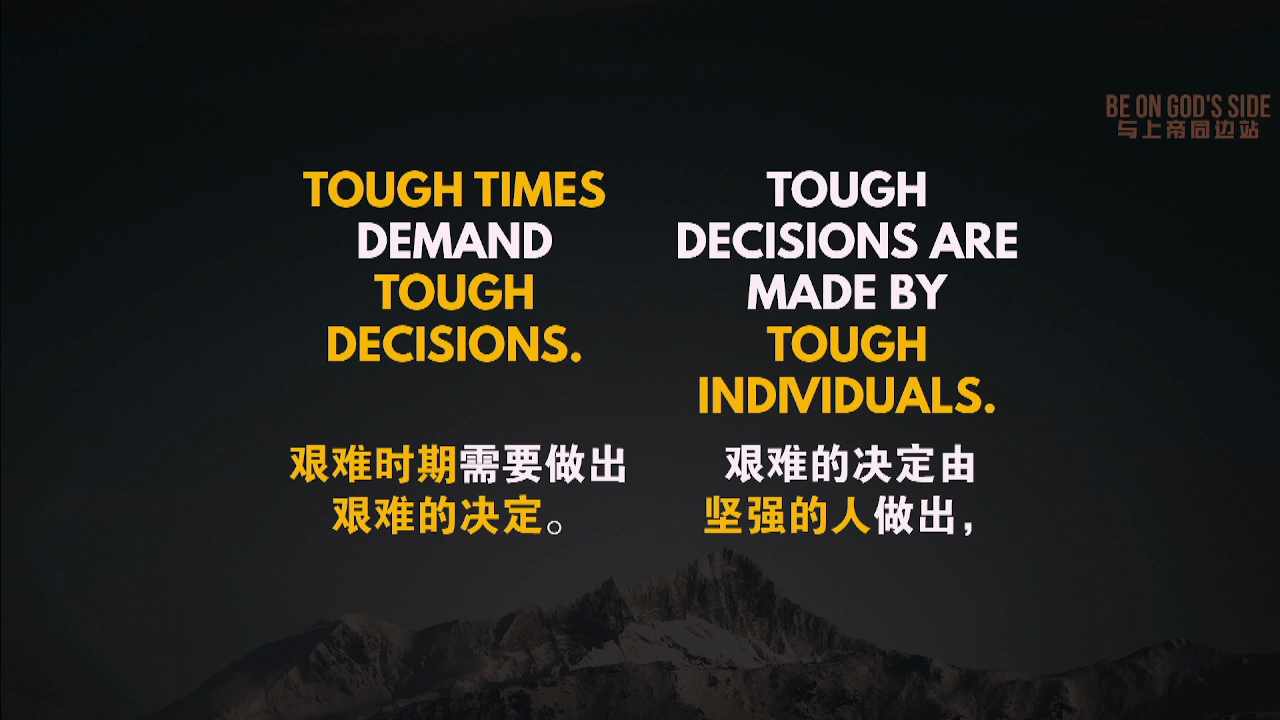 BE ON GOD'S SIDE
与上帝同边站
TOUGH TIMES
DEMAND
TOUGH
DECISIONS.
艰难时期需要做出
艰难的决定。
TOUGH
DECISIONS ARE
MADE BY
TOUGH
INDIVIDUALS.
艰难的决定由
坚强的人做出，